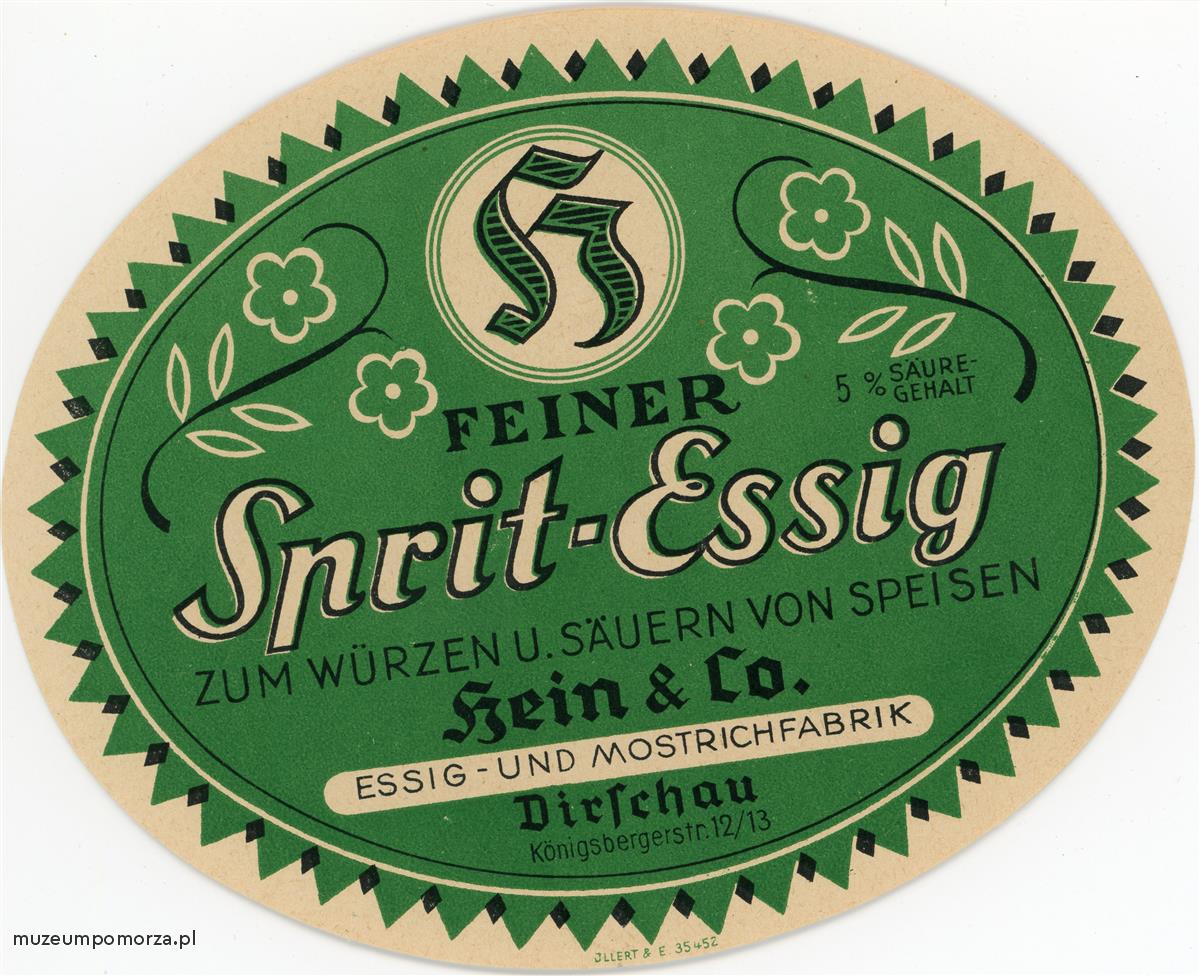 H
FEINER
5 % SÄURE-
GEHALT
Sprit-Essig
ZUM WÜRZEN U. SÄUERN VON SPEISEN
Hein & Co.
ESSIG-UND MOSTRICHFABRIK
Dirſchau
Königsbergerstr. 12/13
JLLERT & E. 35452
muzeumpomorza.pl